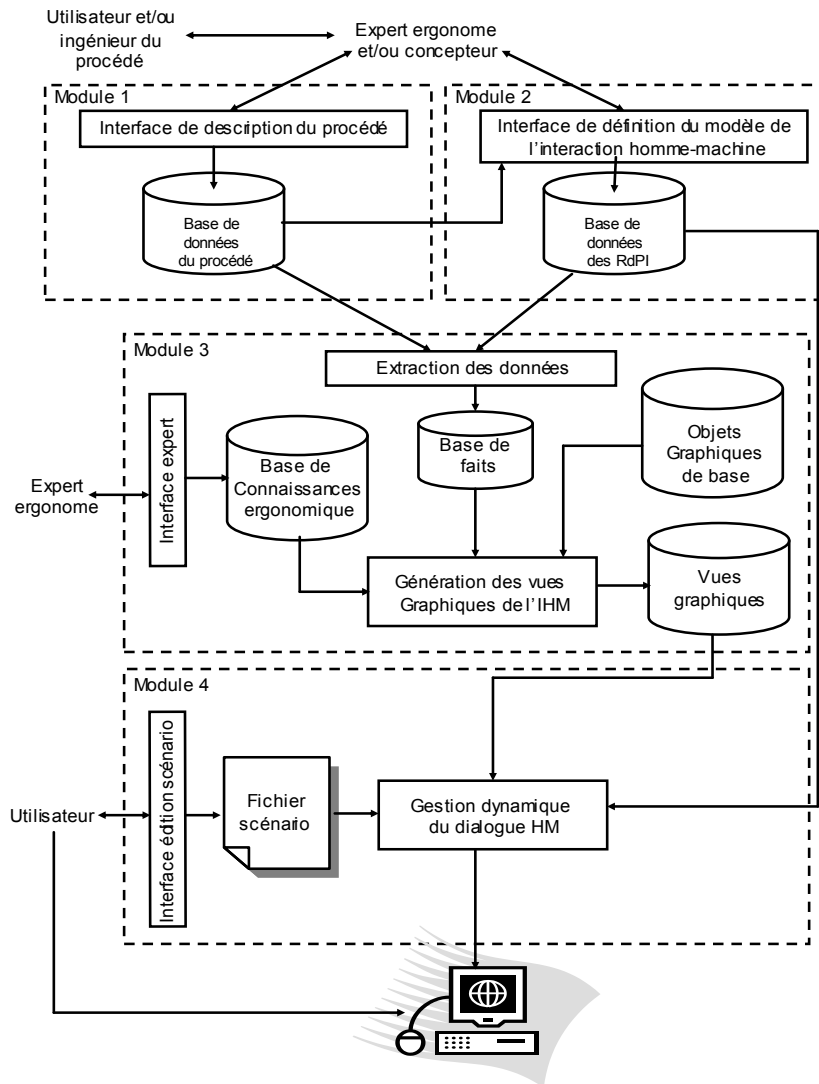 Utilisateur et/ou
ingénieur du
procédé
Expert ergonome
et/ou concepteur
Module 1
Interface de description du procédé
Base de
données
du procédé
Module 2
Interface de définition du modèle de
l'interaction homme-machine
Base de
données
des RdPI
Module 3
Extraction des données
Interface expert
Base de
Connaissances
ergonomique
Base de
faits
Objets
Graphiques
de base
Expert
ergonome
Génération des vues
Graphiques de l'IHM
Vues
graphiques
Module 4
Interface édtion scénario
Fichier
scénario
Gestion dynamique
du dialogue HM
Utilisateur